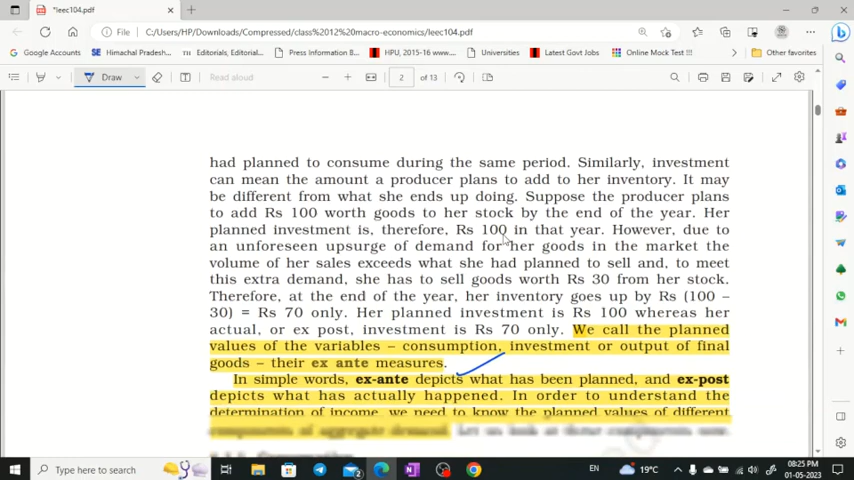 *leec104.pdf
File
C:/Users/HP/Downloads/Compressed/class%2012%20macro-economics/leec104.pdf
Google Accounts
Himachal Pradesh...
Editorials, Editorial...
Press Information B...
HPU, 2015-16 www....
Universities
Latest Govt Jobs
Online Mock Test !!!
Other favorites
Draw
Read aloud
2
of 13
had planned to consume during the same period. Similarly, investment
can mean the amount a producer plans to add to her inventory. It may
be different from what she ends up doing. Suppose the producer plans
to add Rs 100 worth goods to her stock by the end of the year. Her
planned investment is, therefore, Rs 100 in that year. However, due to
an unforeseen upsurge of demand for her goods in the market the
volume of her sales exceeds what she had planned to sell and, to meet
this extra demand, she has to sell goods worth Rs 30 from her stock.
Therefore, at the end of the year, her inventory goes up by Rs (100 –
30) = Rs 70 only. Her planned investment is Rs 100 whereas her
actual, or ex post, investment is Rs 70 only. We call the planned
values of the variables – consumption, investment or output of final
goods – their ex ante measures.
In simple words, ex-ante depicts what has been planned, and ex-post
depicts what has actually happened. In order to understand the
determination of income, we need to know the planned values of different
components of aggregate demand. Let us look at these components now.
Type here to search
2
EN
19°C
08:25 PM
01-05-2023